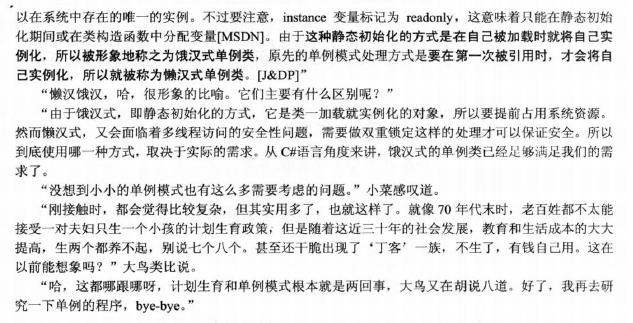 以在系统中存在的唯一的实例。不过要注意，instance 变量标记为 readonly，这意味着只能在静态初始
化期间或在类构造函数中分配变量[MSDN]。由于这种静态初始化的方式是在自己被加载时就将自己实
例化，所以被形象地称之为饿汉式单例类，原先的单例模式处理方式是要在第一次被引用时，才会将自
己实例化，所以就被称为懒汉式单例类。[J&DP]”
“懒汉饿汉，哈，很形象的比喻。它们主要有什么区别呢？”
“由于饿汉式，即静态初始化的方式，它是类一加载就实例化的对象，所以要提前占用系统资源。
然而懒汉式，又会面临着多线程访问的安全性问题，需要做双重锁定这样的处理才可以保证安全。所以
到底使用哪一种方式，取决于实际的需求。从 C#语言角度来讲，饿汉式的单例类已经足够满足我们的需
求了。
“没想到小小的单例模式也有这么多需要考虑的问题。”小菜感叹道。
“刚接触时，都会觉得比较复杂，但其实用多了，也就这样了。就像 70 年代末时，老百姓都不太能
接受一对夫妇只生一个小孩的计划生育政策，但是随着这近三十年的社会发展，教育和生活成本的大大
提高，生两个都养不起，别说七个八个。甚至还干脆出现了‘丁客’一族，不生了，有钱自己用。这在
以前能想象吗？”大鸟类比说。
“哈，这都哪跟哪呀，计划生育和单例模式根本就是两回事，大鸟又在胡说八道。好了，我再去研
究一下单例的程序，bye-bye。”